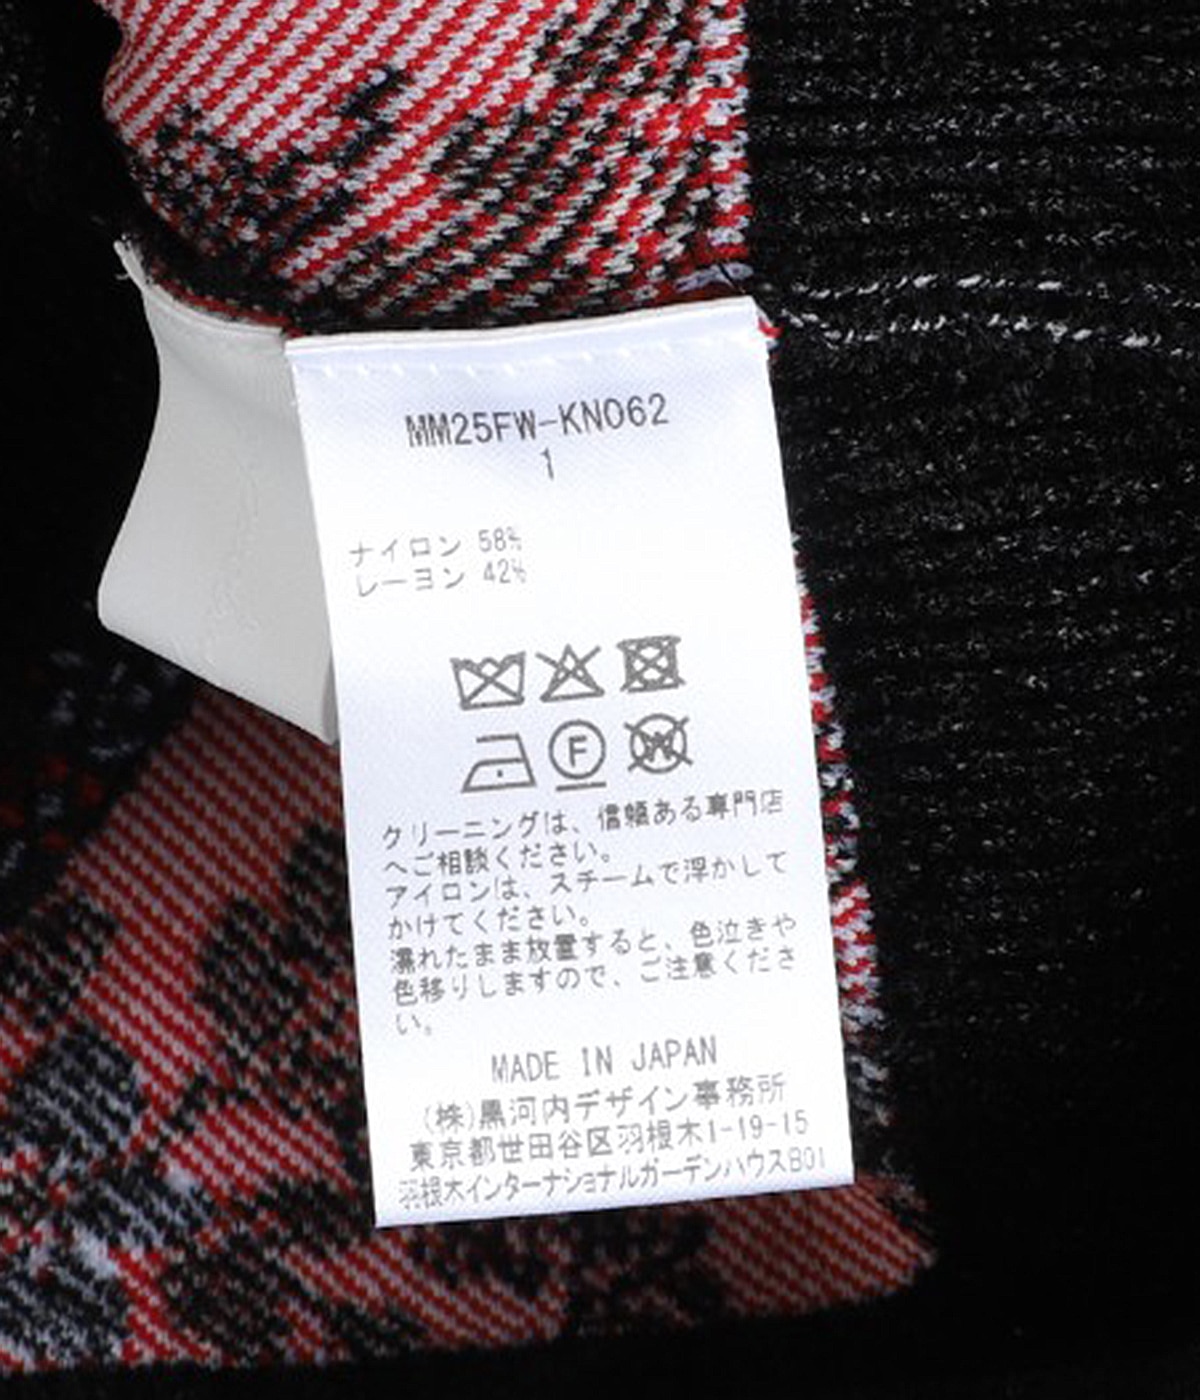 MM25FW-KN062
1
ナイロン 58%
レーヨン 42%
F
W
クリーニングは、信頼ある専門店
へご相談ください。
アイロンは、スチームで浮かして
かけてください。
濡れたまま放置すると、色泣きや
色移りしますので、ご注意くださ
い。
MADE IN JAPAN
(株)黒河内デザイン事務所
東京都世田谷区羽根木1-19-15
羽根木インターナショナルガーデンハウスB01